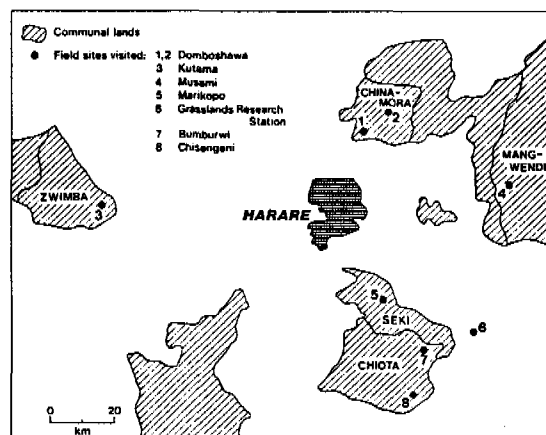 Communal lands
Field sites visited: 1,2 Domboshawa
3 Kutama
4 Musami
5 Marikopo
6 Grasslands Research
Station
7 Bumburwi
8 Chisengeni
CHINA-
MORA
1
2
MANG-
WENDI
4
ZWIMBA
3
HARARE
5
SEKI
6
7
CHIOTA
8
0 20
km